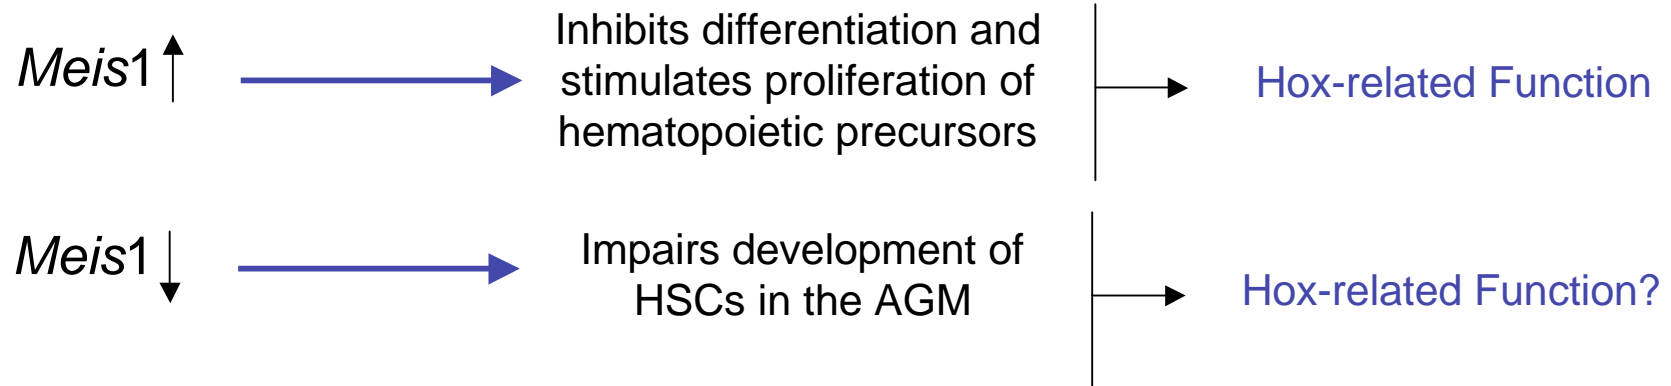 Meis1
Inhibits differentiation and
stimulates proliferation of
hematopoietic precursors
Hox-related Function
Meis1
Impairs development of
HSCs in the AGM
Hox-related Function?